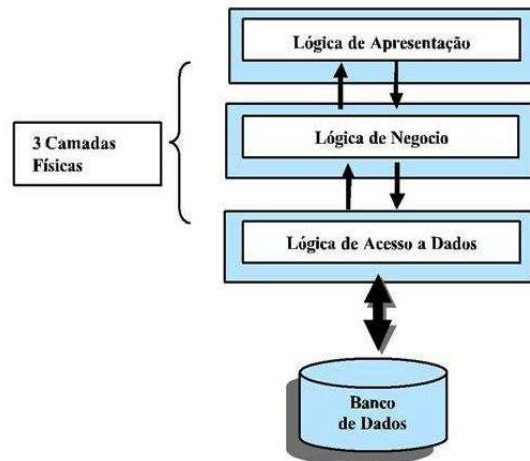 Lógica de Apresentação
3 Camadas
Físicas
Lógica de Negocio
Lógica de Acesso a Dados
Banco
de Dados